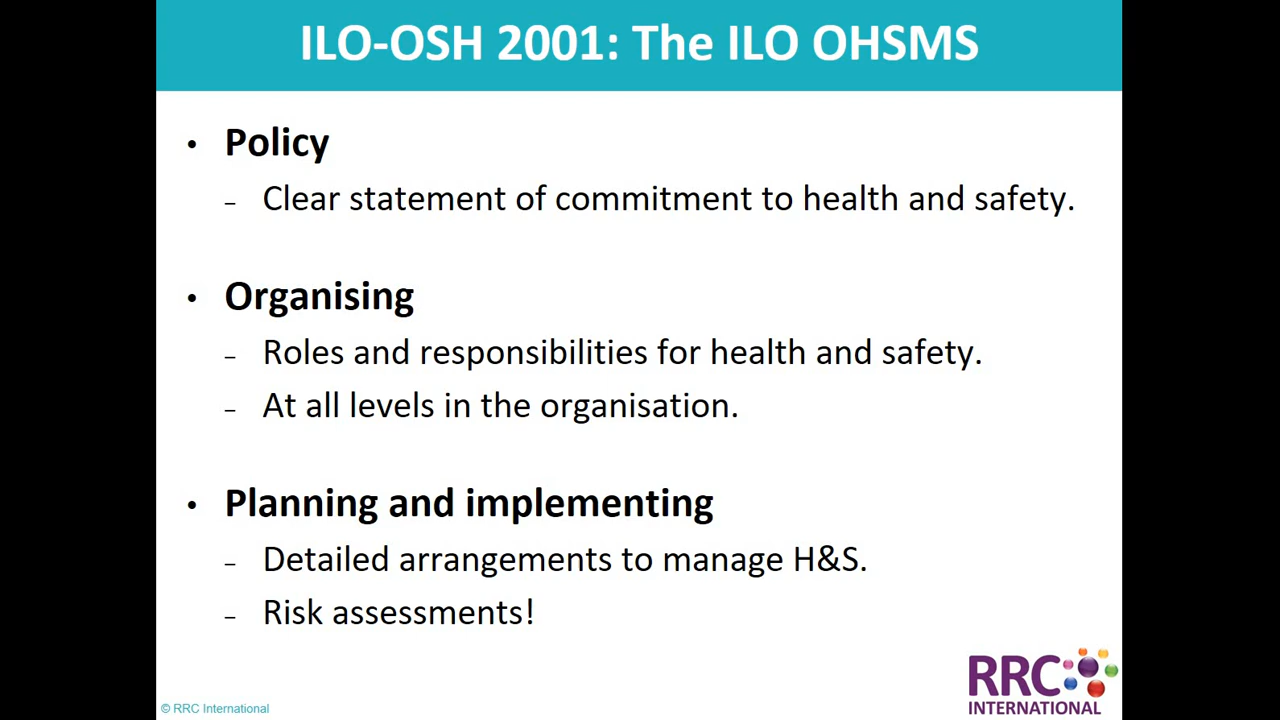 ILO-OSH 2001: The ILO OHSMS
• Policy
– Clear statement of commitment to health and safety.
• Organising
– Roles and responsibilities for health and safety.
– At all levels in the organisation.
• Planning and implementing
– Detailed arrangements to manage H&S.
– Risk assessments!
RRC
INTERNATIONAL
© RRC International